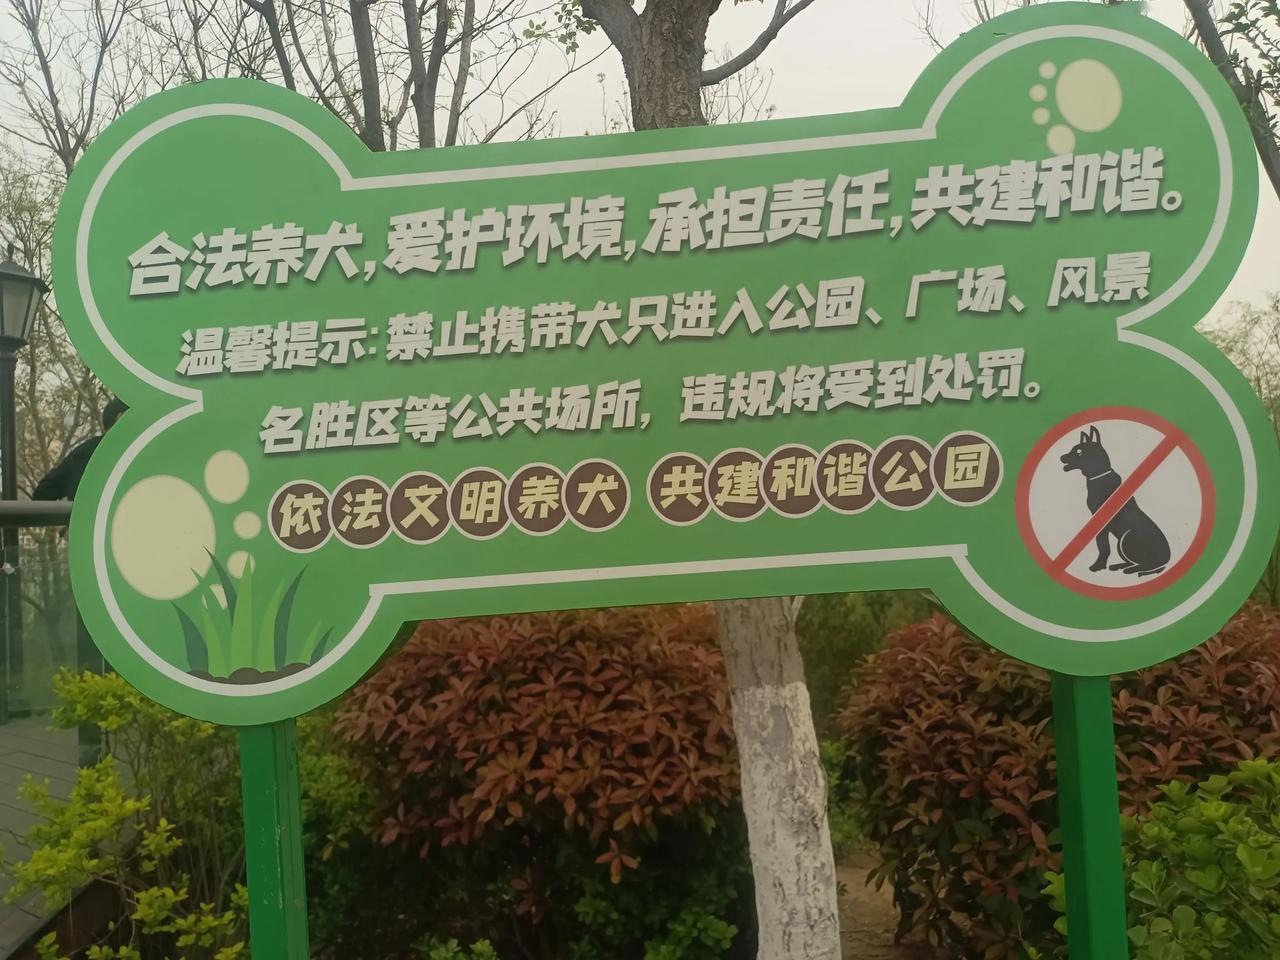 合法养犬,爱护环境,承担责任,共建和谐。
温馨提示:禁止携带犬只进入公园、广场、风景
名胜区等公共场所,违规将受到处罚。
依法文明养犬 共建和谐公园